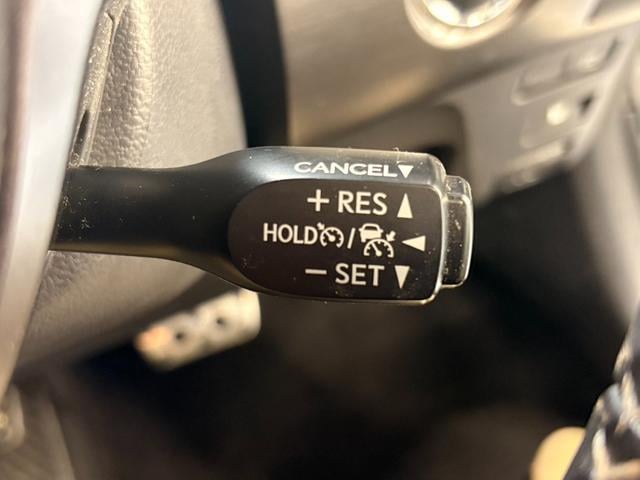 CANCEL▼
+ RES ▲
HOLD / ◀
− SET ▼